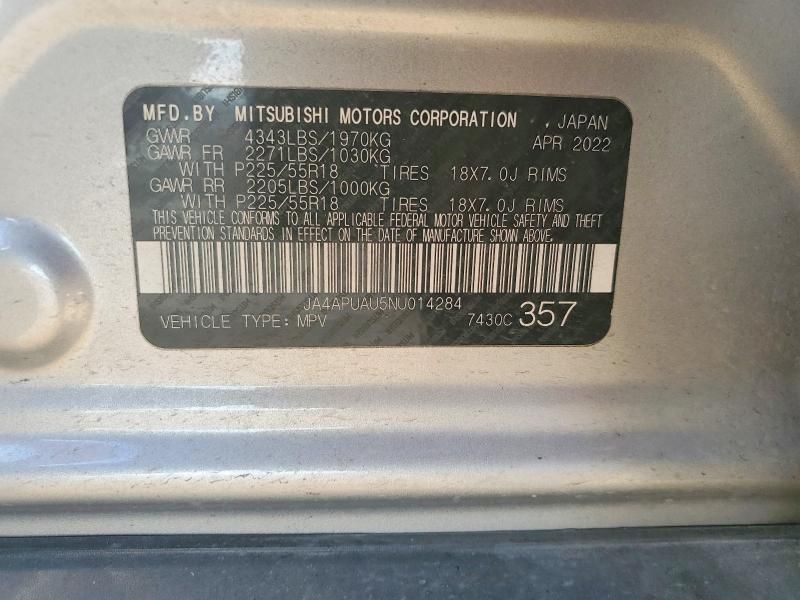 MFD.BY MITSUBISHI MOTORS CORPORATION , JAPAN
GVWR 4343LBS/1970KG APR 2022
GAWR FR 2271LBS/1030KG
WITH P225/55R18 TIRES 18X7.0J RIMS
GAWR RR 2205LBS/1000KG
WITH P225/55R18 TIRES 18X7.0J RIMS
THIS VEHICLE CONFORMS TO ALL APPLICABLE FEDERAL MOTOR VEHICLE SAFETY AND THEFT
PREVENTION STANDARDS IN EFFECT ON THE DATE OF MANUFACTURE SHOWN ABOVE.
JA4APUAU5NU014284
VEHICLE TYPE: MPV 7430C 357